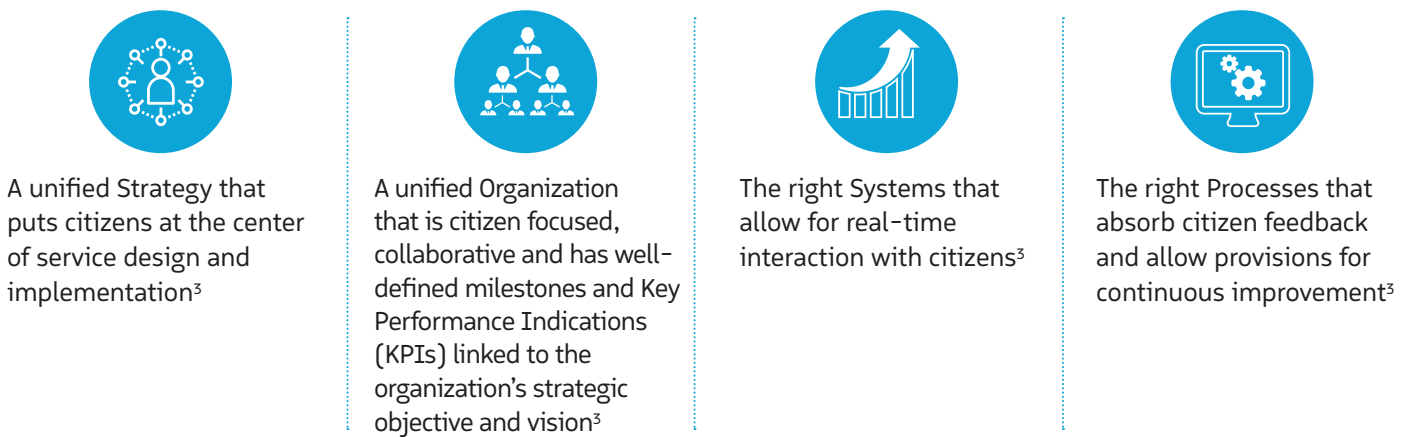 A unified Strategy that
puts citizens at the center
of service design and
implementation³
A unified Organization
that is citizen focused,
collaborative and has well-
defined milestones and Key
Performance Indications
(KPIs) linked to the
organization’s strategic
objective and vision³
The right Systems that
allow for real-time
interaction with citizens³
The right Processes that
absorb citizen feedback
and allow provisions for
continuous improvement³